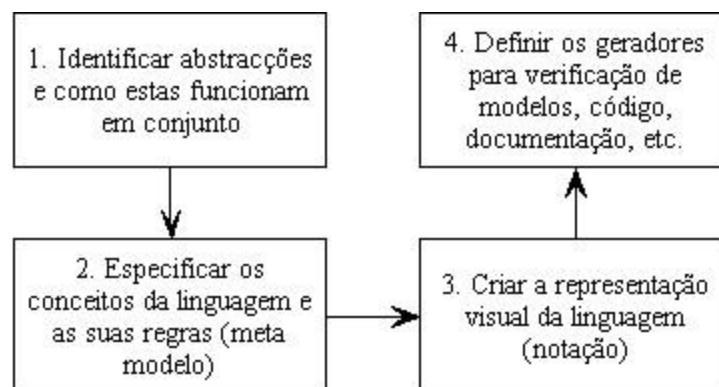 1. Identificar abstracções
e como estas funcionam
em conjunto
2. Especificar os
conceitos da linguagem e
as suas regras (meta
modelo)
3. Criar a representação
visual da linguagem
(notação)
4. Definir os geradores
para verificação de
modelos, código,
documentação, etc.